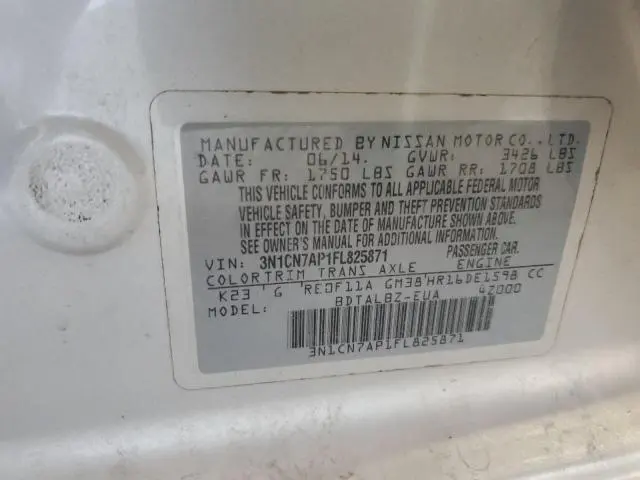 MANUFACTURED BY NISSAN MOTOR CO., LTD.
DATE: 06/14. GVWR: 3426 LBS
GAWR FR: 1750 LBS GAWR RR: 1708 LBS
THIS VEHICLE CONFORMS TO ALL APPLICABLE FEDERAL MOTOR
VEHICLE SAFETY, BUMPER AND THEFT PREVENTION STANDARDS
IN EFFECT ON THE DATE OF MANUFACTURE SHOWN ABOVE.
SEE OWNER'S MANUAL FOR ADDITIONAL INFORMATION.
VIN: 3N1CN7AP1FL825871 PASSENGER CAR.
COLOR TRIM TRANS AXLE ENGINE
K23 'G 'RE0F11A GM38'HR16DE1598 CC
MODEL: BDTALBZ-EUA 4Z000
3N1CN7AP1FL825871